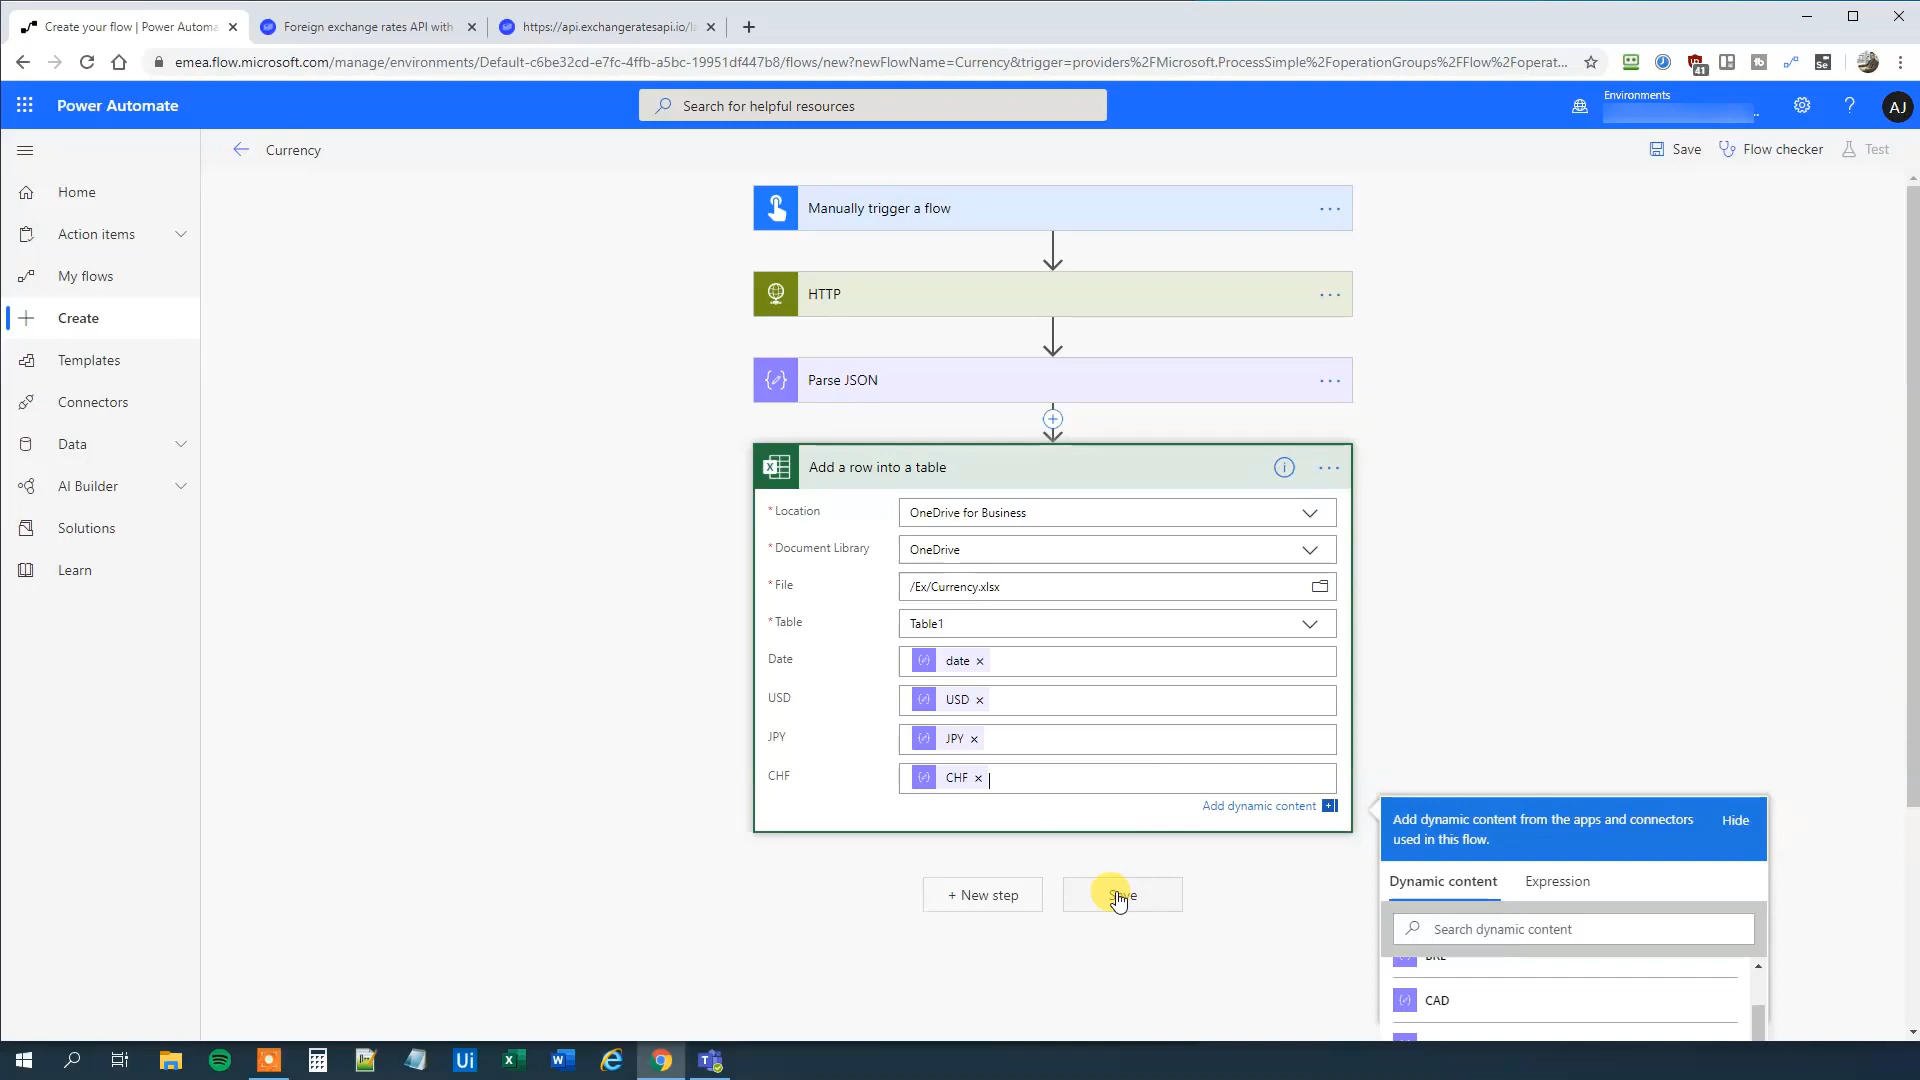 Create your flow | Power Automa
Foreign exchange rates API with
https://api.exchangeratesapi.io/la
emea.flow.microsoft.com/manage/environments/Default-c6be32cd-e7fc-4ffb-a5bc-19951df447b8/flows/new?newFlowName=Currency&trigger=providers%2FMicrosoft.ProcessSimple%2FoperationGroups%2FFlow%2Foperat...
41
Se
Power Automate
Search for helpful resources
Environments
AJ
Currency
Save
Flow checker
Test
Home
Action items
My flows
Create
Templates
Connectors
Data
AI Builder
Solutions
Learn
Manually trigger a flow
HTTP
Parse JSON
Add a row into a table
* Location
OneDrive for Business
* Document Library
OneDrive
* File
/Ex/Currency.xlsx
* Table
Table1
Date
date
USD
USD
JPY
JPY
CHF
CHF
Add dynamic content
+ New step
Save
Add dynamic content from the apps and connectors
used in this flow.
Hide
Dynamic content
Expression
Search dynamic content
BRL
CAD
Ui